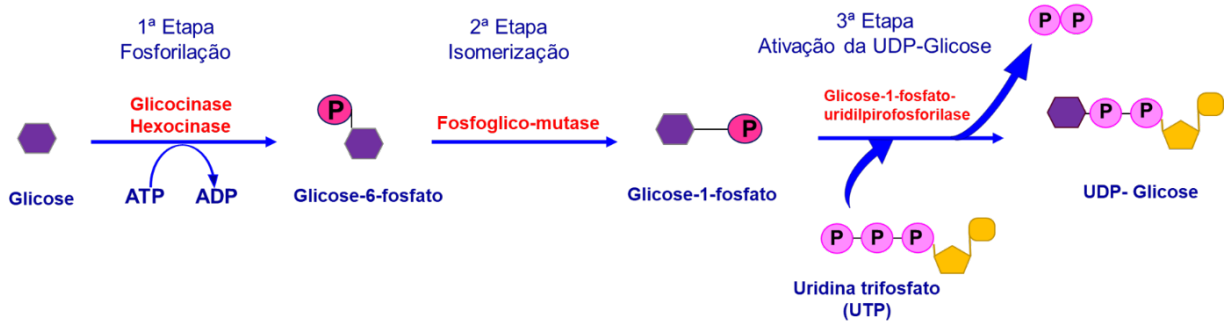 1ª Etapa
Fosforilação
2ª Etapa
Isomerização
3ª Etapa
Ativação da UDP-Glicose
P P
Glicocinase
Hexocinase
P
Fosfoglico-mutase
P
Glicose-1-fosfato-
uridilpirofosforilase
P P
Glicose
ATP
ADP
Glicose-6-fosfato
Glicose-1-fosfato
UDP- Glicose
P P P
Uridina trifosfato
(UTP)